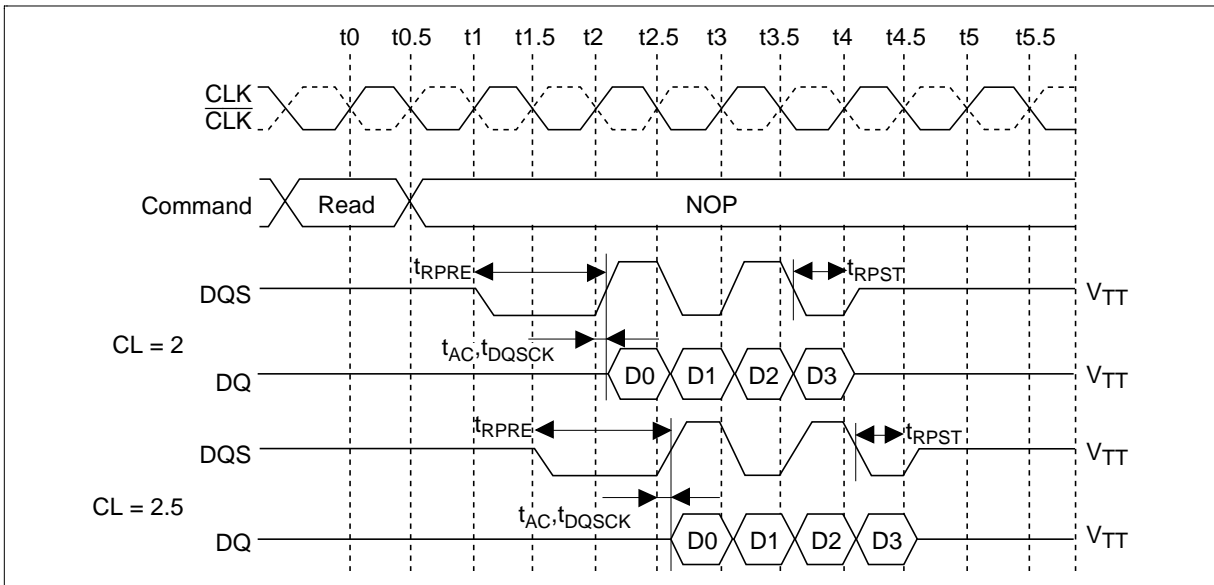 t0 t0.5 t1 t1.5 t2 t2.5 t3 t3.5 t4 t4.5 t5 t5.5
CLK
CLK
Command Read NOP
tRPRE tRPST
DQS VTT
CL = 2
tAC,tDQSCK
DQ D0 D1 D2 D3 VTT
tRPRE tRPST
DQS VTT
CL = 2.5
tAC,tDQSCK
DQ D0 D1 D2 D3 VTT